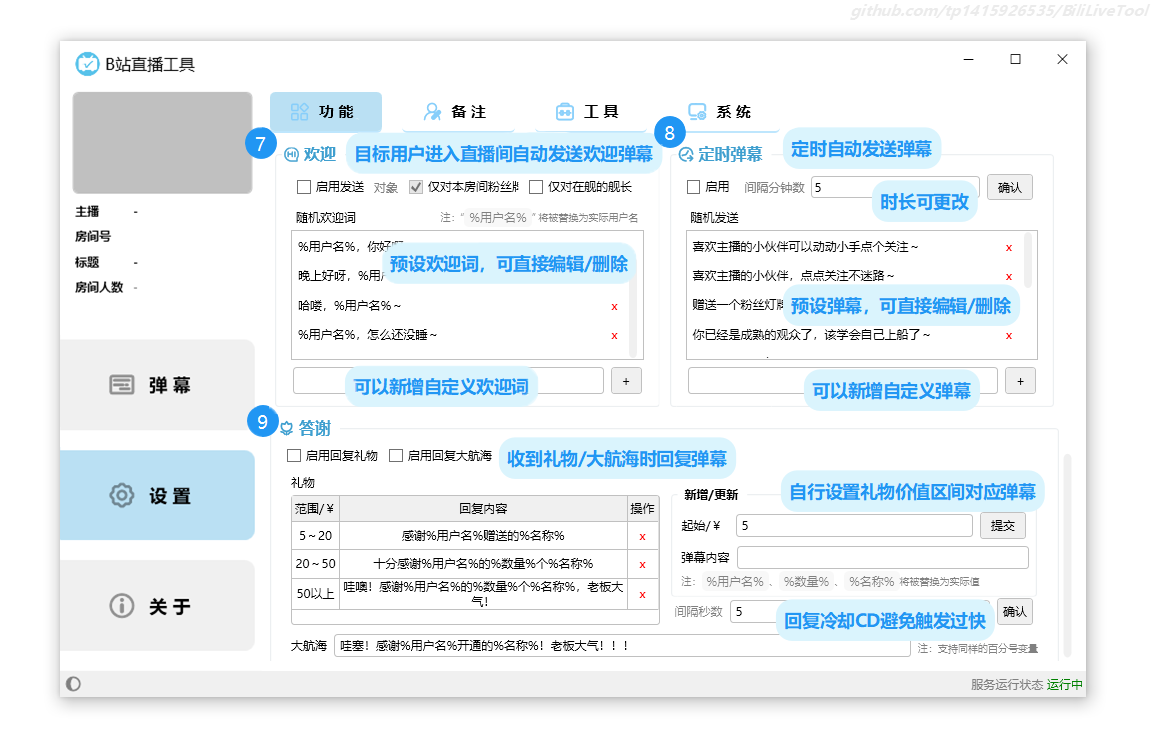 github.com/tp1415926535/BiliLiveTool
B站直播工具
功能
备注
工具
系统
主播 -
房间号
标题 -
房间人数 -
弹幕
设置
关于
7
欢迎
目标用户进入直播间自动发送欢迎弹幕
启用发送 对象 仅对本房间粉丝牌 仅对在舰的舰长
随机欢迎词 注：“ %用户名% ”将被替换为实际用户名
%用户名%，你好啊
晚上好呀，%用户
预设欢迎词，可直接编辑/删除
哈喽，%用户名%～ x
%用户名%，怎么还没睡～ x
可以新增自定义欢迎词
+
8
定时弹幕
定时自动发送弹幕
启用 间隔分钟数 5 确认
时长可更改
随机发送
喜欢主播的小伙伴可以动动小手点个关注～ x
喜欢主播的小伙伴，点点关注不迷路～ x
赠送一个粉丝灯牌
预设弹幕，可直接编辑/删除
你已经是成熟的观众了，该学会自己上船了～ x
可以新增自定义弹幕
+
9
答谢
启用回复礼物 启用回复大航海
收到礼物/大航海时回复弹幕
礼物
范围/￥ 回复内容 操作
5～20 感谢%用户名%赠送的%名称% x
20～50 十分感谢%用户名%的%数量%个%名称% x
50以上 哇噢！感谢%用户名%的%数量%个%名称%，老板大气！ x
新增/更新
自行设置礼物价值区间对应弹幕
起始/￥ 5 提交
弹幕内容
注： %用户名% 、 %数量% 、 %名称% 将被替换为实际值
间隔秒数 5 确认
回复冷却CD避免触发过快
大航海 哇塞！感谢%用户名%开通的%名称%！老板大气！！！
注：支持同样的百分号变量
服务运行状态 运行中